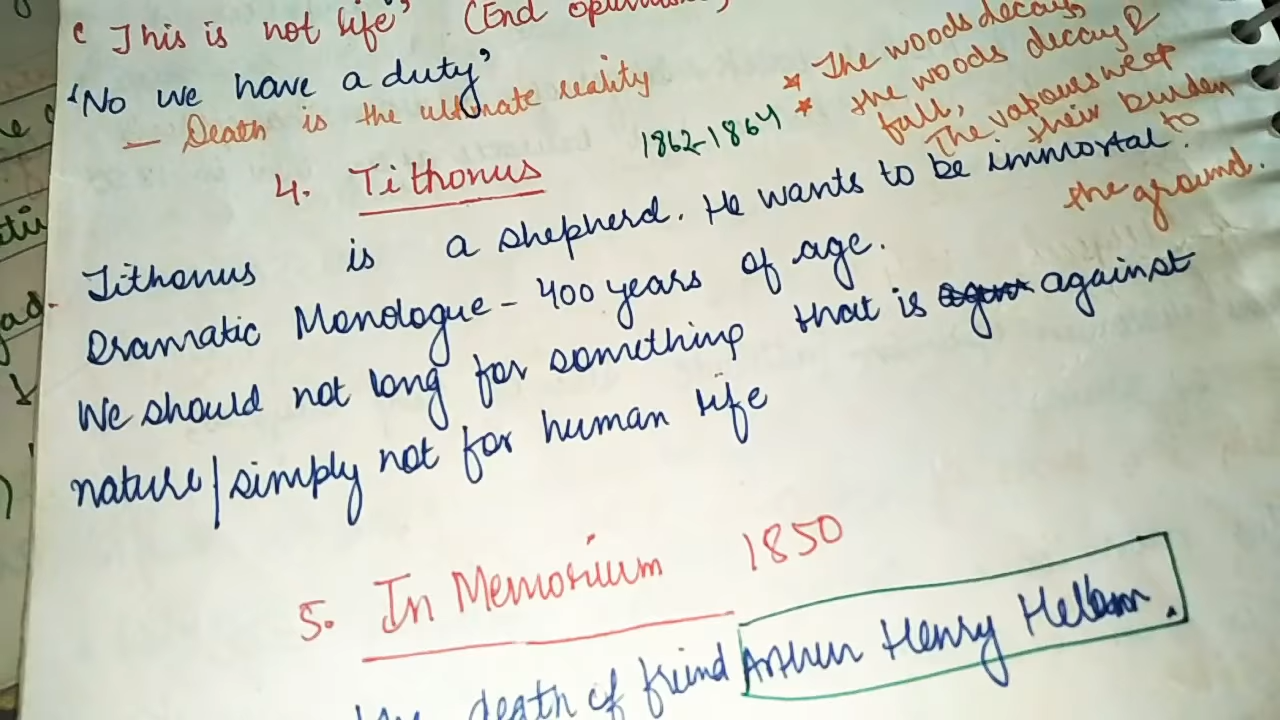 ‘This is not life’ (End
‘No we have a duty’
— Death is the ultimate reality
* The woods decay,
* the woods decay &
fall,
The vapours weep
their burden
to
the ground.
1862-1864
4. Tithonus
Tithonus is a shepherd. He wants to be immortal.
Dramatic Monologue - 400 years of age.
We should not long for something that is against
nature/simply not for human life
5. In Memorium 1850
death of friend Arthur Henry